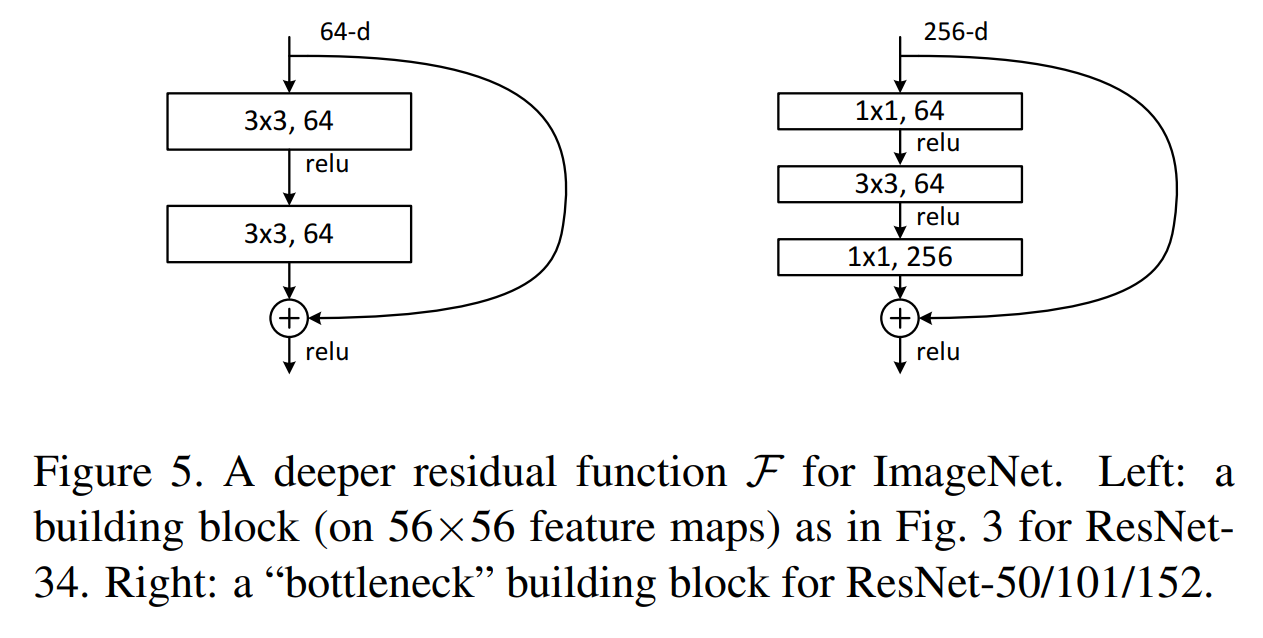 64-d
3x3, 64
relu
3x3, 64
+
relu
256-d
1x1, 64
relu
3x3, 64
relu
1x1, 256
+
relu
Figure 5. A deeper residual function ℱ for ImageNet. Left: a
building block (on 56×56 feature maps) as in Fig. 3 for ResNet-
34. Right: a “bottleneck” building block for ResNet-50/101/152.